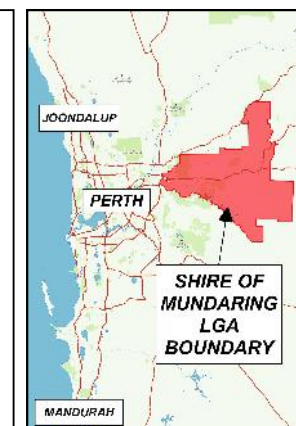 JOONDALUP
PERTH
SHIRE OF
MUNDARING
LGA
BOUNDARY
MANDURAH